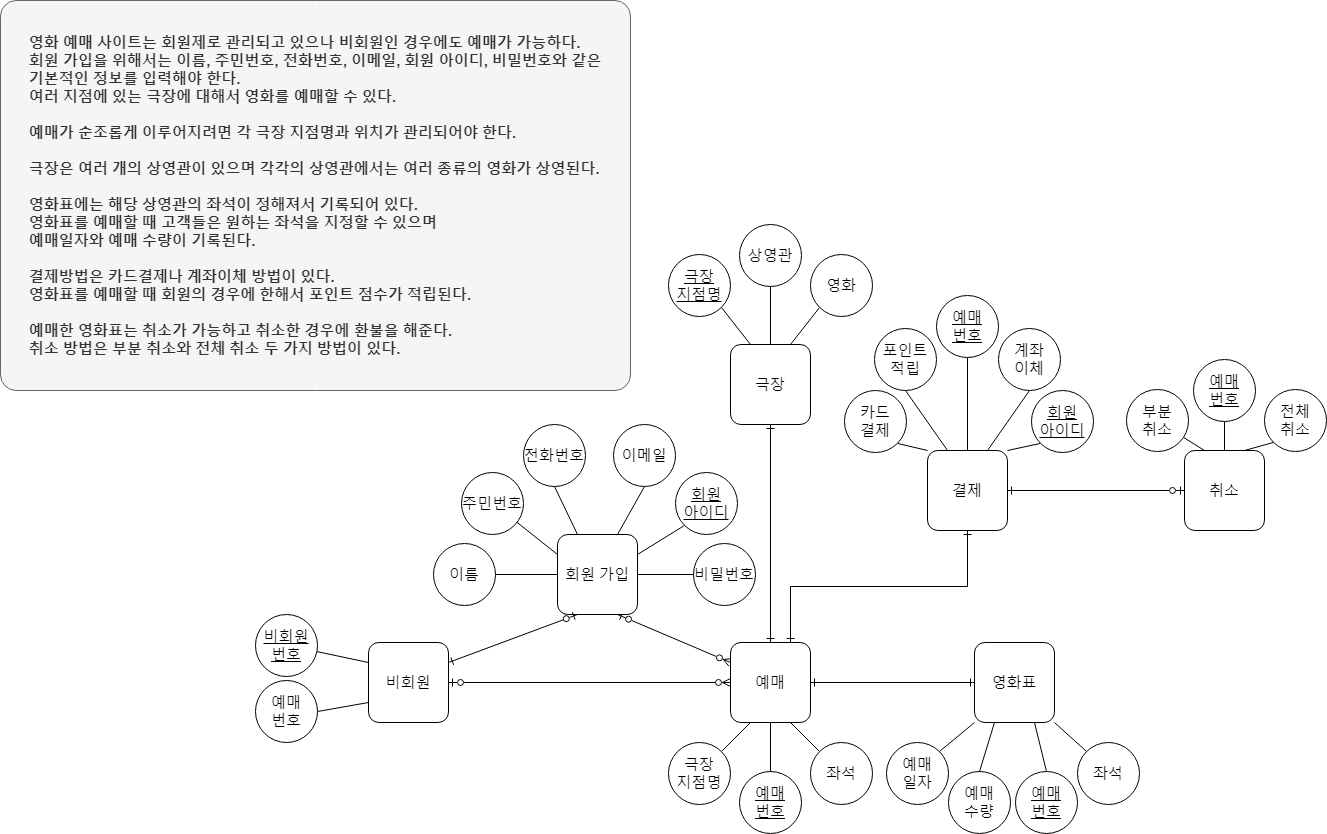 영화 예매 사이트는 회원제로 관리되고 있으나 비회원인 경우에도 예매가 가능하다.
회원 가입을 위해서는 이름, 주민번호, 전화번호, 이메일, 회원 아이디, 비밀번호와 같은
기본적인 정보를 입력해야 한다.
여러 지점에 있는 극장에 대해서 영화를 예매할 수 있다.
예매가 순조롭게 이루어지려면 각 극장 지점명과 위치가 관리되어야 한다.
극장은 여러 개의 상영관이 있으며 각각의 상영관에서는 여러 종류의 영화가 상영된다.
영화표에는 해당 상영관의 좌석이 정해져서 기록되어 있다.
영화표를 예매할 때 고객들은 원하는 좌석을 지정할 수 있으며
예매일자와 예매 수량이 기록된다.
결제방법은 카드결제나 계좌이체 방법이 있다.
영화표를 예매할 때 회원의 경우에 한해서 포인트 점수가 적립된다.
예매한 영화표는 취소가 가능하고 취소한 경우에 환불을 해준다.
취소 방법은 부분 취소와 전체 취소 두 가지 방법이 있다.
극장
지점명
상영관
영화
극장
카드
결제
포인트
적립
예매
번호
계좌
이체
회원
아이디
결제
부분
취소
예매
번호
전체
취소
취소
이름
주민번호
전화번호
이메일
회원
아이디
비밀번호
회원 가입
비회원
번호
예매
번호
비회원
예매
극장
지점명
예매
번호
좌석
영화표
예매
일자
예매
수량
예매
번호
좌석